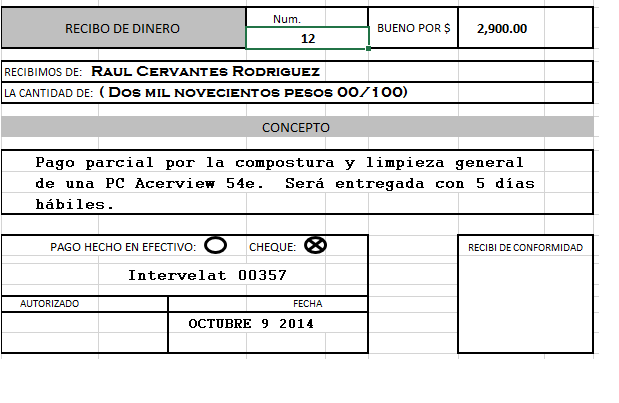 RECIBO DE DINERO
Num.
12
BUENO POR $
2,900.00
RECIBIMOS DE: RAUL CERVANTES RODRIGUEZ
LA CANTIDAD DE: ( DOS MIL NOVECIENTOS PESOS 00/100)
CONCEPTO
Pago parcial por la compostura y limpieza general
de una PC Acerview 54e. Será entregada con 5 días
hábiles.
PAGO HECHO EN EFECTIVO: CHEQUE:
RECIBI DE CONFORMIDAD
Intervelat 00357
AUTORIZADO
FECHA
OCTUBRE 9 2014